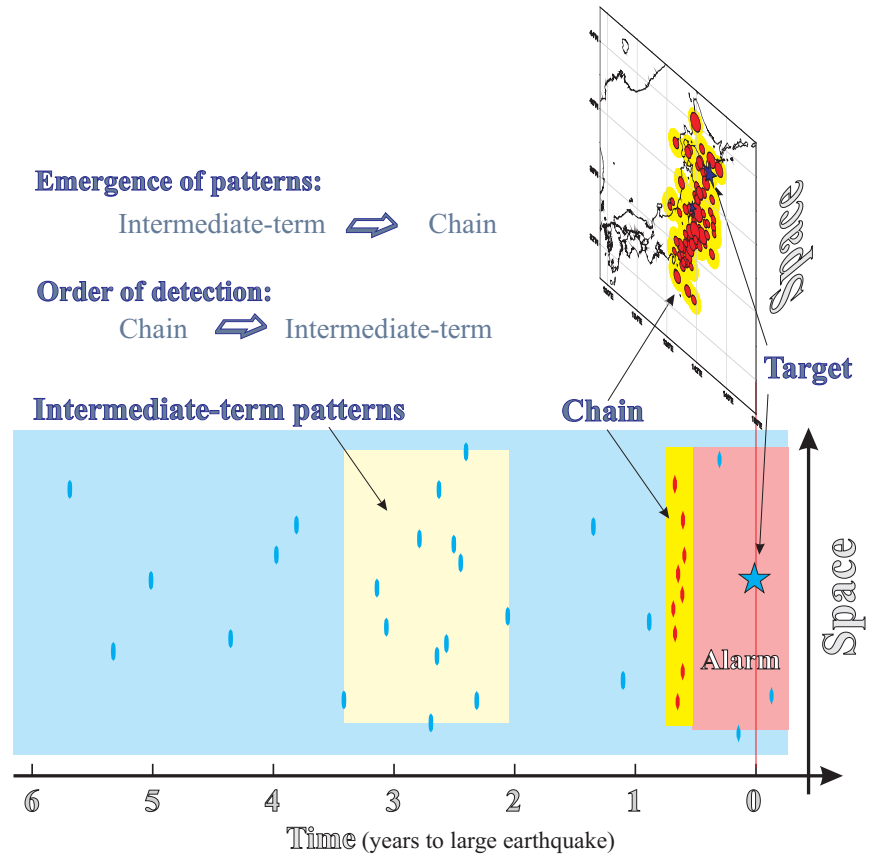 Emergence of patterns:
Intermediate-term
Chain
Order of detection:
Chain
Intermediate-term
Space
Target
Intermediate-term patterns
Chain
Space
Alarm
6
5
4
3
2
1
0
Time (years to large earthquake)